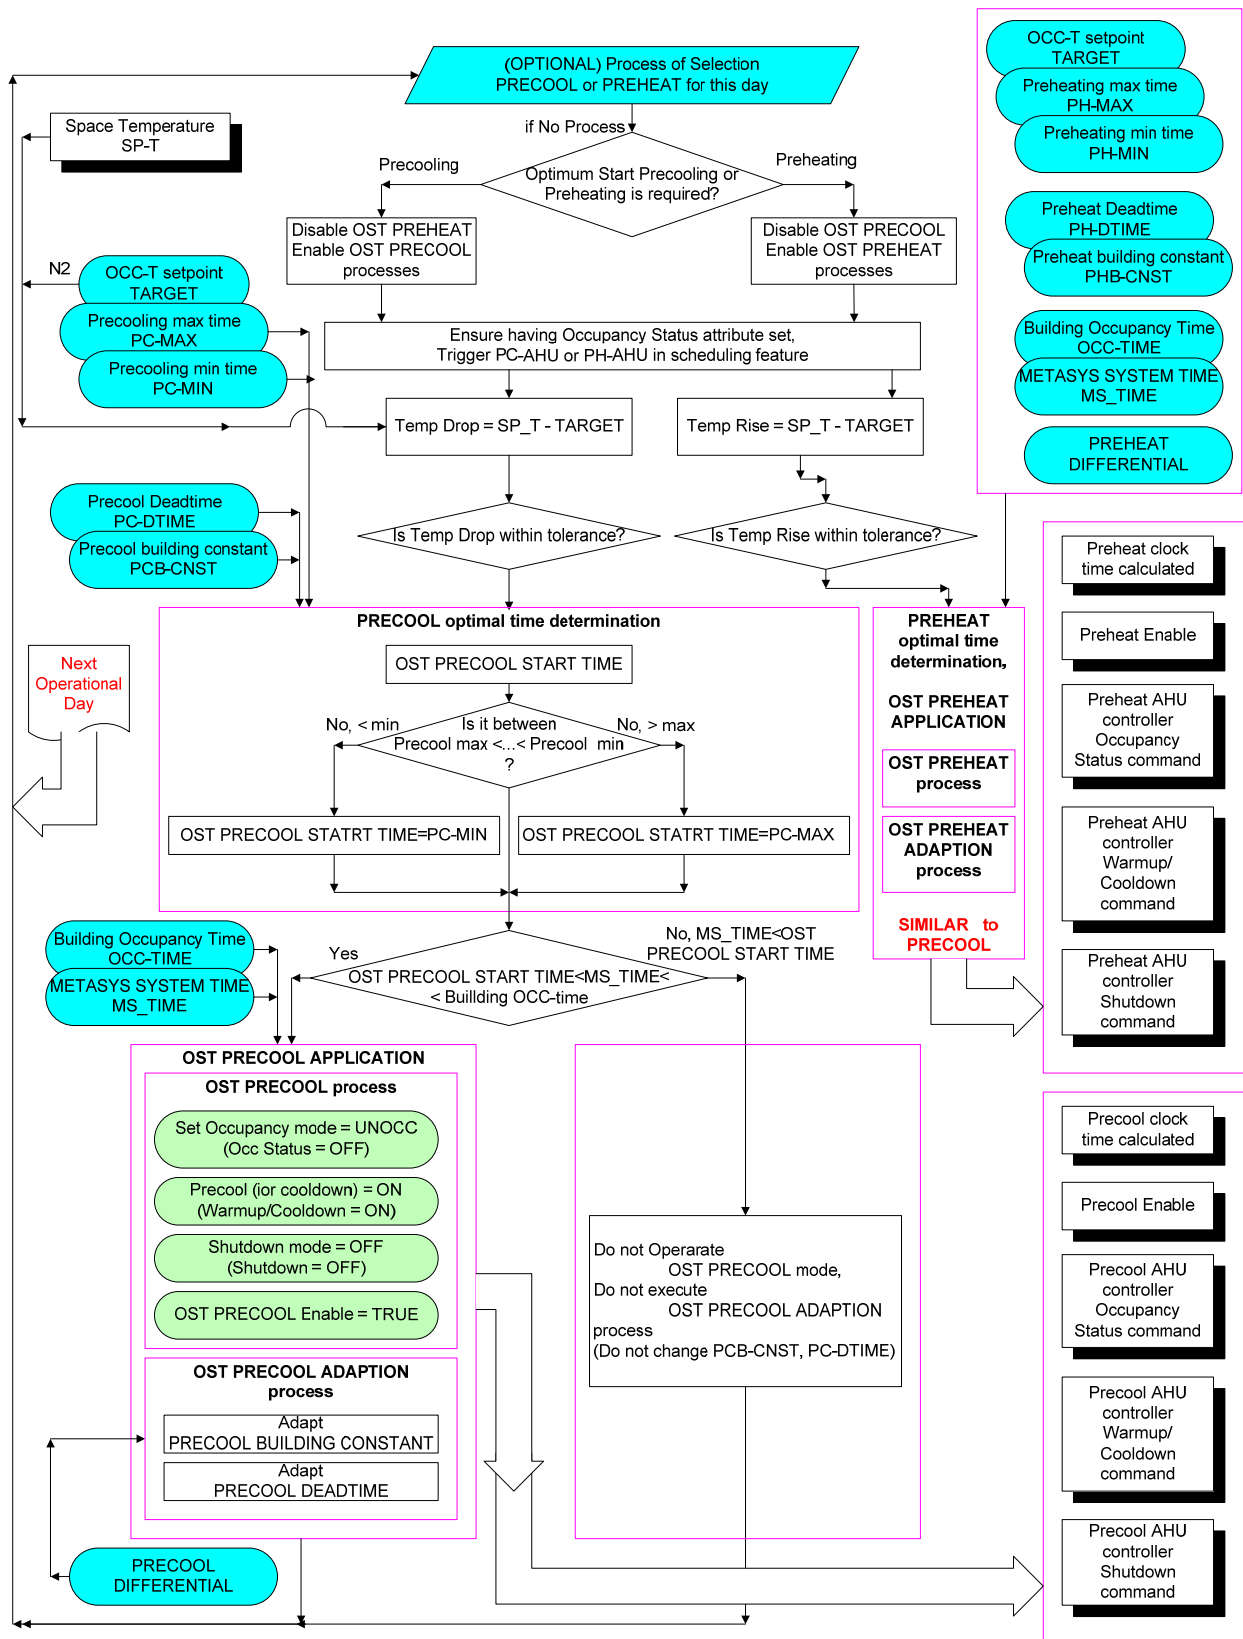 (OPTIONAL) Process of Selection
PRECOOL or PREHEAT for this day
OCC-T setpoint
TARGET
Preheating max time
PH-MAX
Preheating min time
PH-MIN
Preheat Deadtime
PH-DTIME
Preheat building constant
PHB-CNST
Building Occupancy Time
OCC-TIME
METASYS SYSTEM TIME
MS_TIME
PREHEAT
DIFFERENTIAL
Space Temperature
SP-T
if No Process
Precooling
Preheating
Optimum Start Precooling or
Preheating is required?
Disable OST PREHEAT
Enable OST PRECOOL
processes
Disable OST PRECOOL
Enable OST PREHEAT
processes
N2
OCC-T setpoint
TARGET
Precooling max time
PC-MAX
Precooling min time
PC-MIN
Ensure having Occupancy Status attribute set,
Trigger PC-AHU or PH-AHU in scheduling feature
Temp Drop = SP_T - TARGET
Temp Rise = SP_T - TARGET
Precool Deadtime
PC-DTIME
Precool building constant
PCB-CNST
Is Temp Drop within tolerance?
Is Temp Rise within tolerance?
Preheat clock
time calculated
Preheat Enable
Preheat AHU
controller
Occupancy
Status command
Preheat AHU
controller
Warmup/
Cooldown
command
Preheat AHU
controller
Shutdown
command
PRECOOL optimal time determination
OST PRECOOL START TIME
No, < min
Is it between
Precool max <...< Precool min
?
No, > max
OST PRECOOL STATRT TIME=PC-MIN
OST PRECOOL STATRT TIME=PC-MAX
PREHEAT
optimal time
determination,
OST PREHEAT
APPLICATION
OST PREHEAT
process
OST PREHEAT
ADAPTION
process
SIMILAR to
PRECOOL
Next
Operational
Day
Building Occupancy Time
OCC-TIME
METASYS SYSTEM TIME
MS_TIME
Yes
No, MS_TIME<OST
PRECOOL START TIME
OST PRECOOL START TIME<MS_TIME<
< Buillding OCC-time
OST PRECOOL APPLICATION
OST PRECOOL process
Set Occupancy mode = UNOCC
(Occ Status = OFF)
Precool (ior cooldown) = ON
(Warmup/Cooldown = ON)
Shutdown mode = OFF
(Shutdown = OFF)
OST PRECOOL Enable = TRUE
OST PRECOOL ADAPTION
process
Adapt
PRECOOL BUILDING CONSTANT
Adapt
PRECOOL DEADTIME
PRECOOL
DIFFERENTIAL
Do not Operarate
OST PRECOOL mode,
Do not execute
OST PRECOOL ADAPTION
process
(Do not change PCB-CNST, PC-DTIME)
Precool clock
time calculated
Precool Enable
Precool AHU
controller
Occupancy
Status command
Precool AHU
controller
Warmup/
Cooldown
command
Precool AHU
controller
Shutdown
command